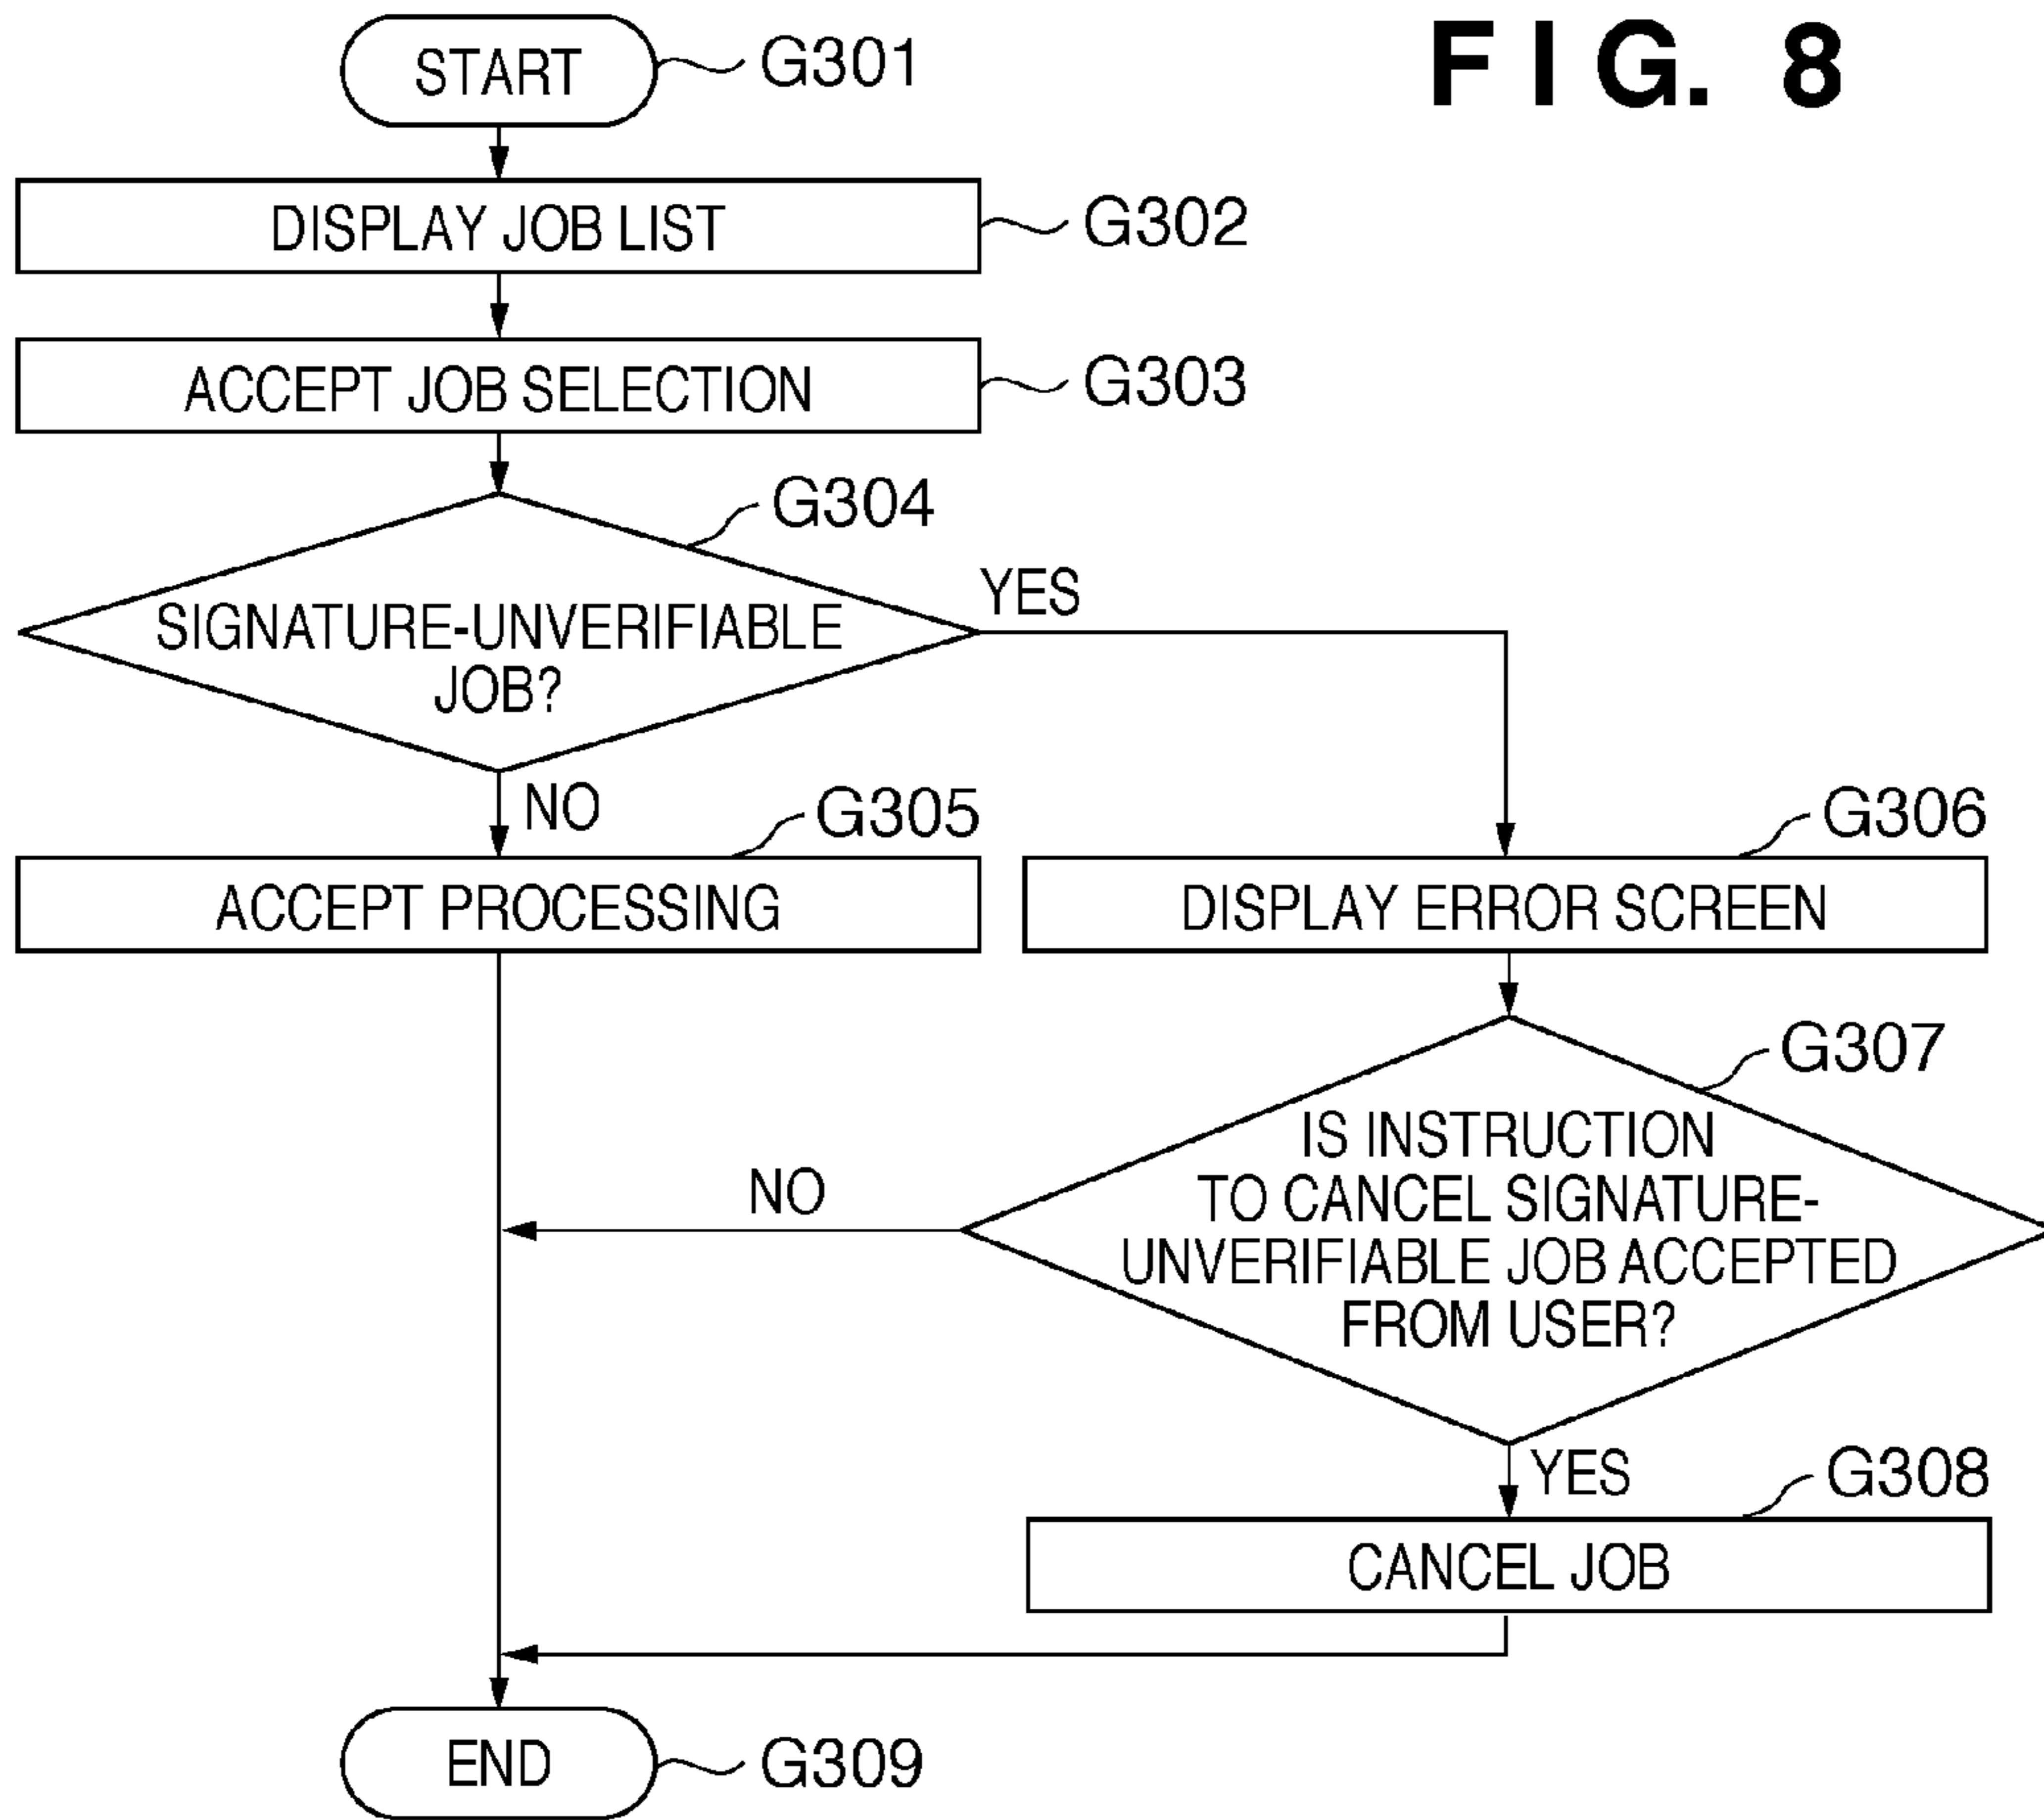 FIG. 8
START
G301
DISPLAY JOB LIST
G302
ACCEPT JOB SELECTION
G303
G304
SIGNATURE-UNVERIFIABLE
JOB?
YES
NO
G305
ACCEPT PROCESSING
G306
DISPLAY ERROR SCREEN
G307
IS INSTRUCTION
TO CANCEL SIGNATURE-
UNVERIFIABLE JOB ACCEPTED
FROM USER?
NO
YES
G308
CANCEL JOB
END
G309